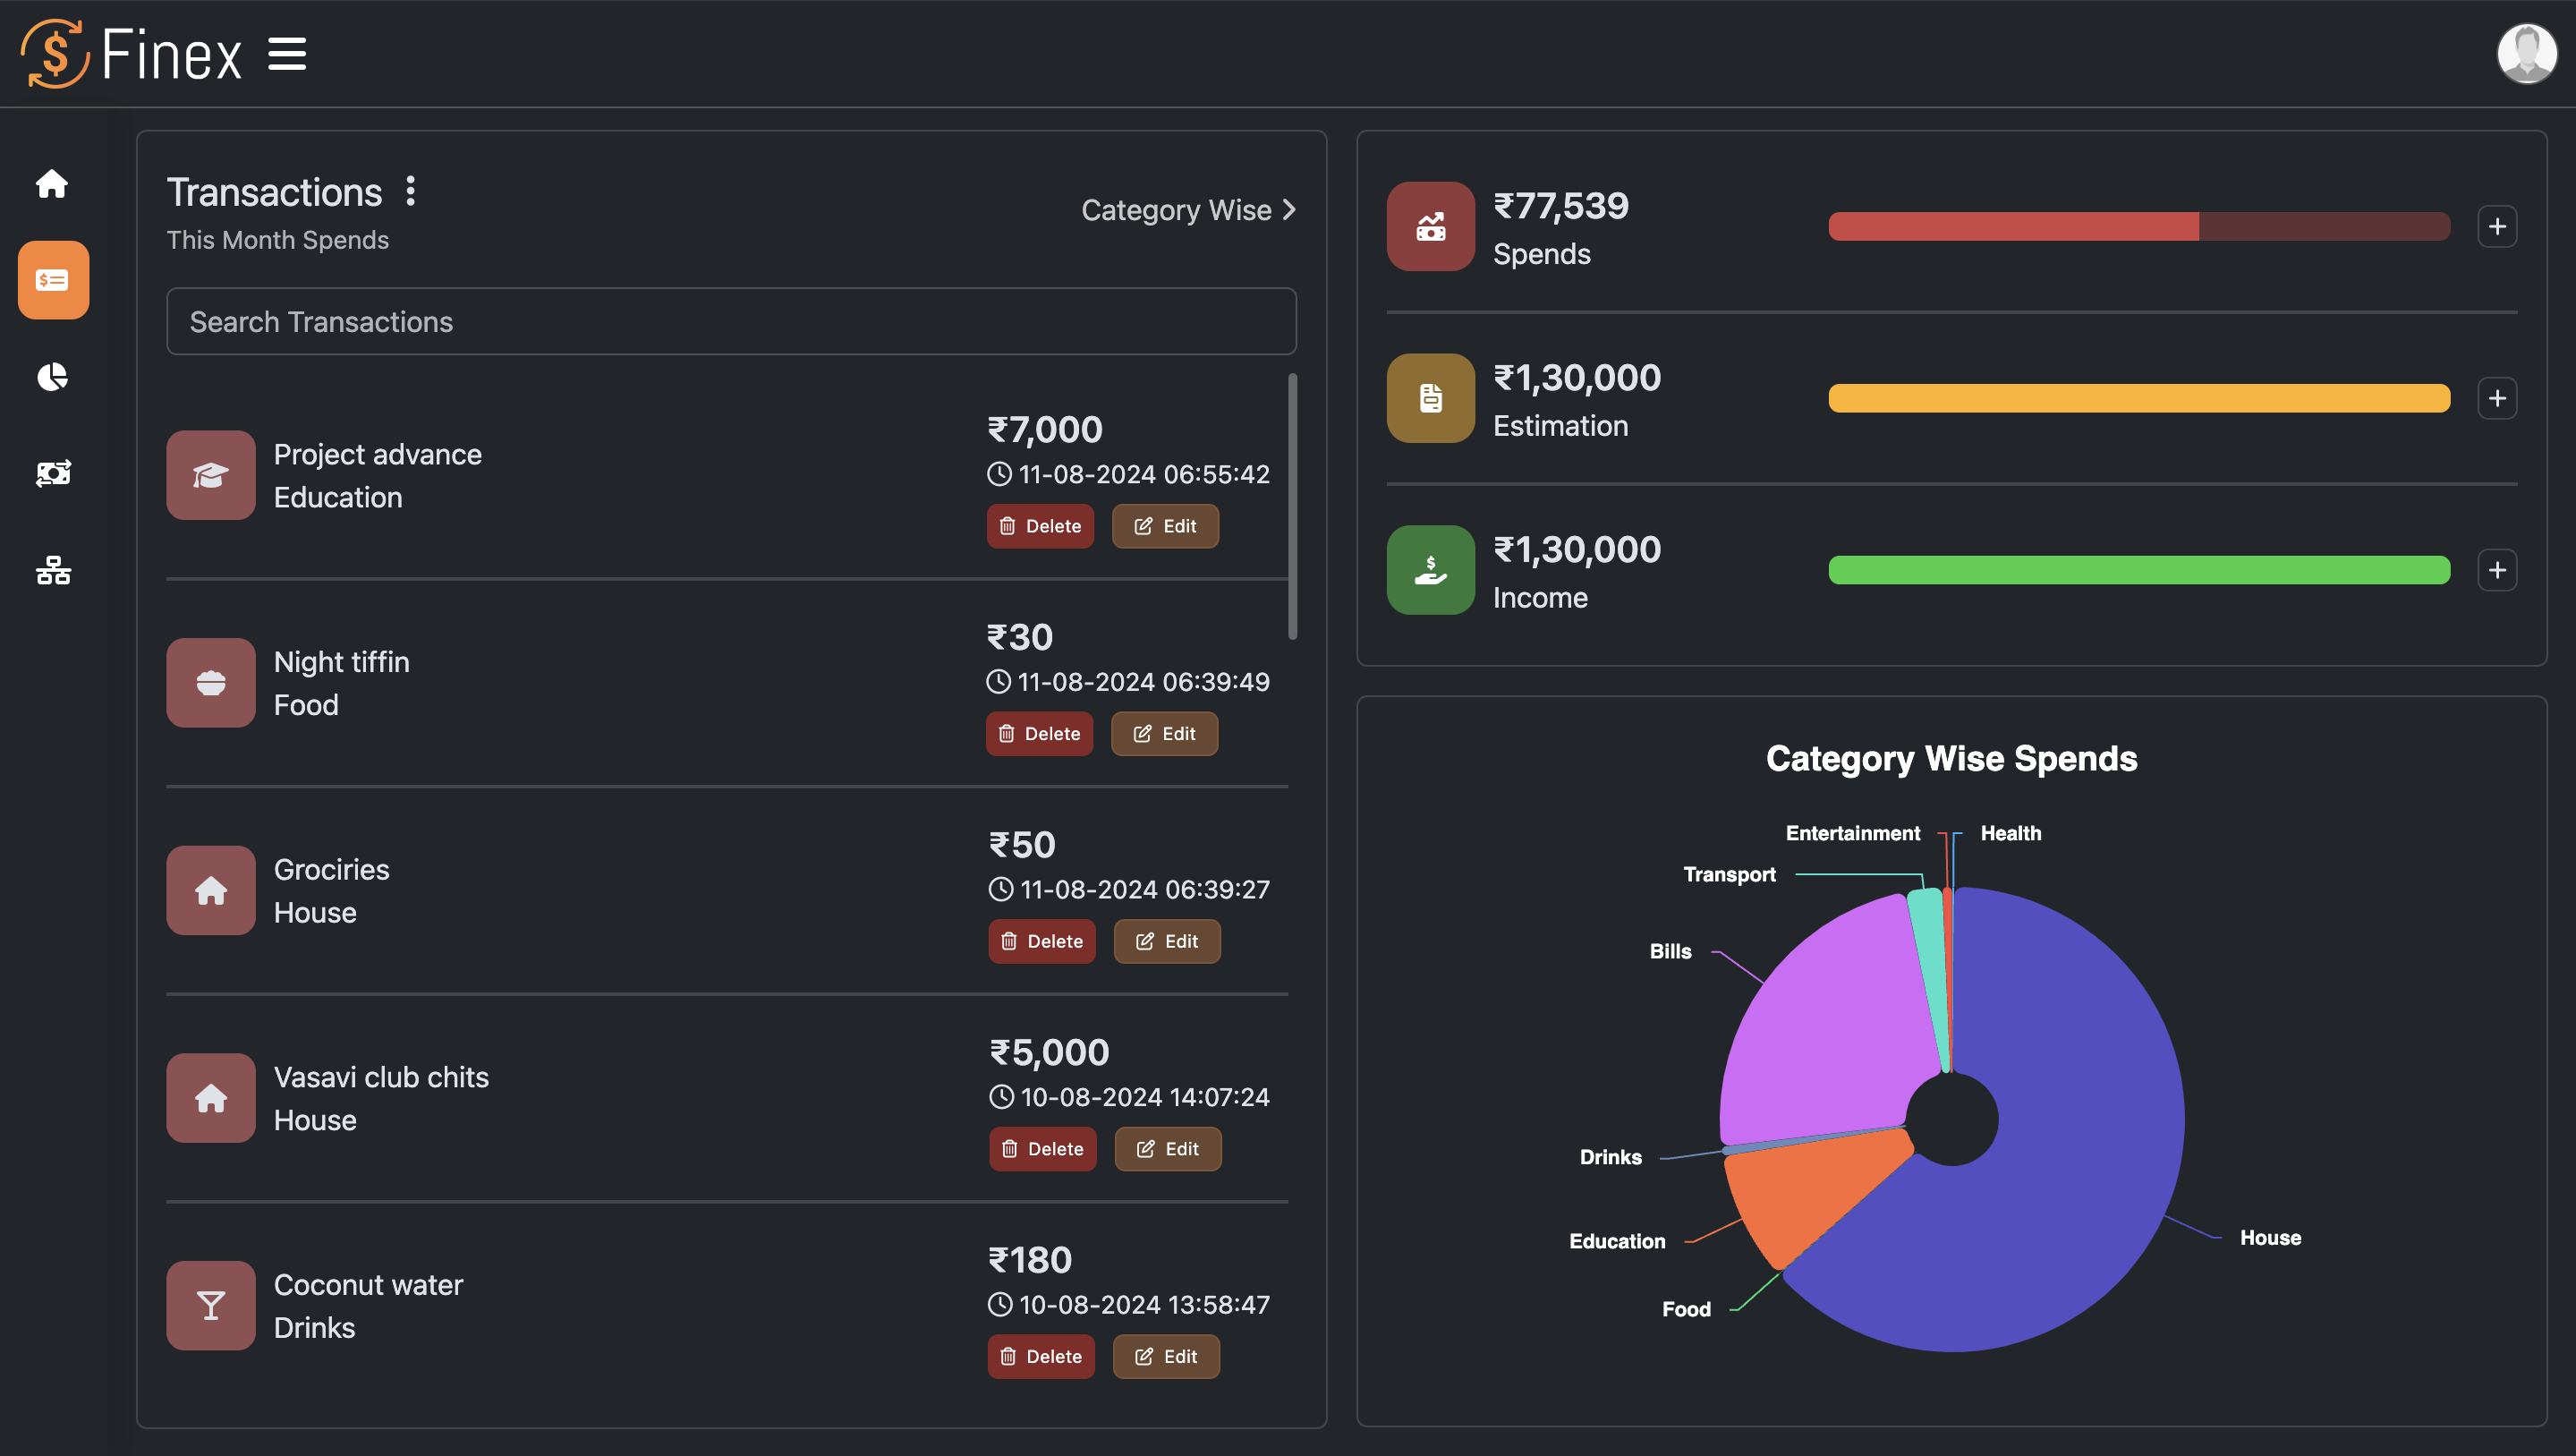 Finex
Transactions
This Month Spends
Category Wise
Search Transactions
Project advance
Education
₹7,000
11-08-2024 06:55:42
Delete
Edit
Night tiffin
Food
₹30
11-08-2024 06:39:49
Delete
Edit
Grociries
House
₹50
11-08-2024 06:39:27
Delete
Edit
Vasavi club chits
House
₹5,000
10-08-2024 14:07:24
Delete
Edit
Coconut water
Drinks
₹180
10-08-2024 13:58:47
Delete
Edit
₹77,539
Spends
₹1,30,000
Estimation
₹1,30,000
Income
Category Wise Spends
Entertainment
Health
Transport
Bills
Drinks
Education
House
Food